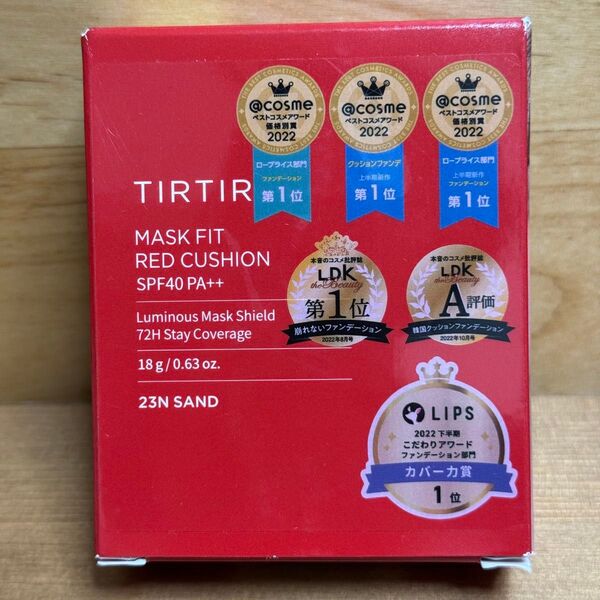 @cosme
ベストコスメアワード
価格別賞
2022
ロープライス部門
ファンデーション
第1位
@cosme
ベストコスメアワード
2022
クッションファンデ
上半期新作
第1位
@cosme
ベストコスメアワード
価格別賞
2022
ロープライス部門
上半期新作
ファンデーション
第1位
TIRTIR
MASK FIT
RED CUSHION
SPF40 PA++
Luminous Mask Shield
72H Stay Coverage
18 g / 0.63 oz.
23N SAND
本音のコスメ批評誌
LDK
the Beauty
第1位
崩れないファンデーション
2022年8月号
本音のコスメ批評誌
LDK
the Beauty
A評価
韓国クッションファンデーション
2022年10月号
LIPS
2022 下半期
こだわりアワード
ファンデーション部門
カバー力賞
1位